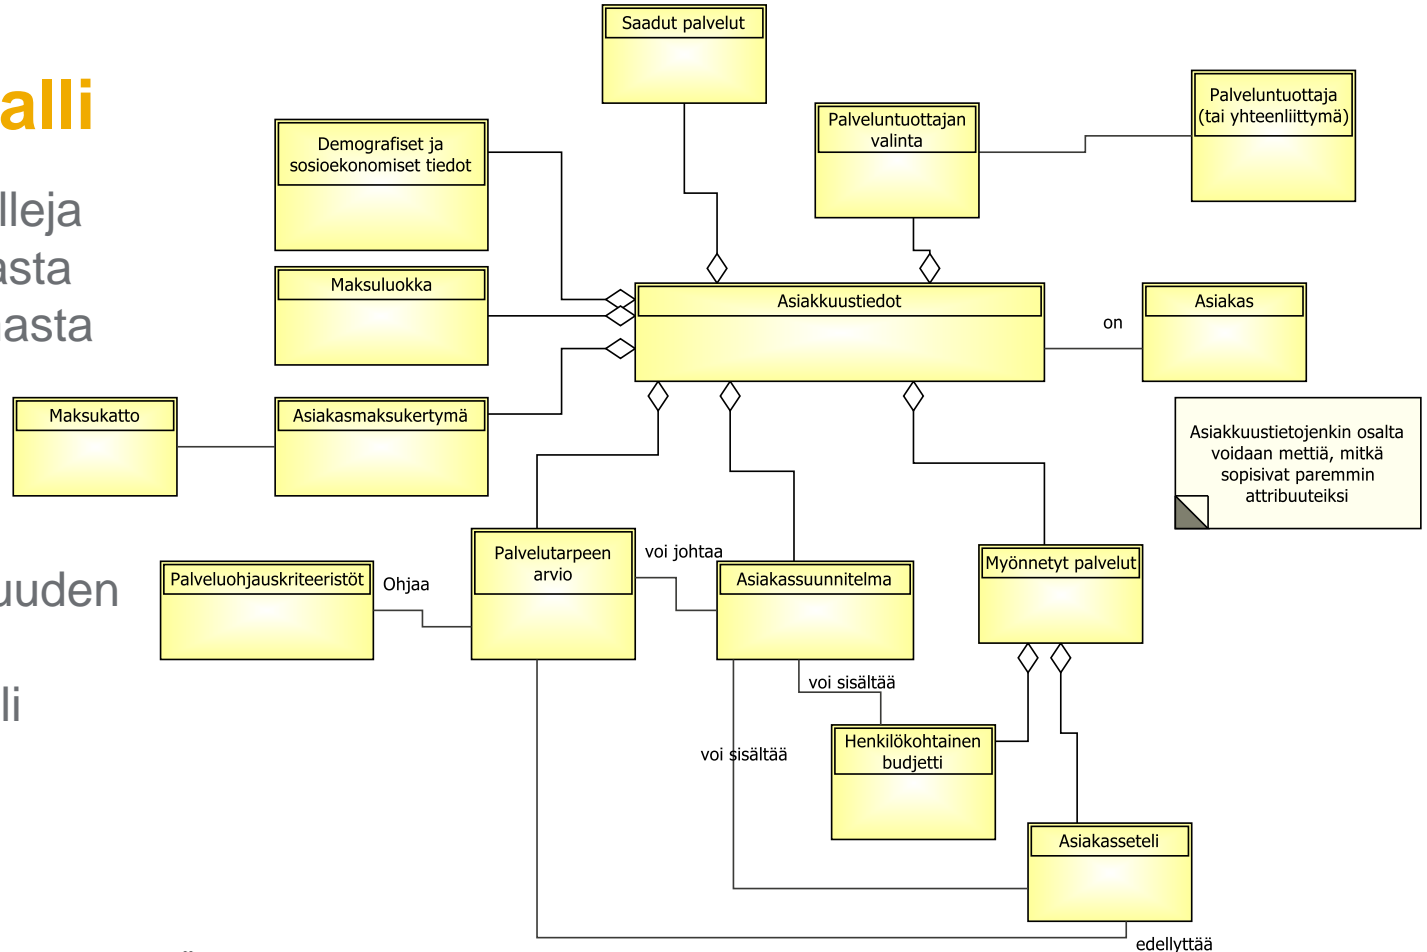 alli
lleja
asta
nasta
uuden
li
Saadut palvelut
Palveluntuottajan
valinta
Palveluntuottaja
(tai yhteenliittymä)
Demografiset ja
sosioekonomiset tiedot
Maksuluokka
Asiakkuustiedot
on
Asiakas
Maksukatto
Asiakasmaksukertymä
Asiakkuustietojenkin osalta
voidaan mettiä, mitkä
sopisivat paremmin
attribuuteiksi
Palveluohjauskriteeristöt
Ohjaa
Palvelutarpeen
arvio
voi johtaa
Asiakassuunnitelma
Myönnetyt palvelut
voi sisältää
voi sisältää
Henkilökohtainen
budjetti
Asiakasseteli
edellyttää